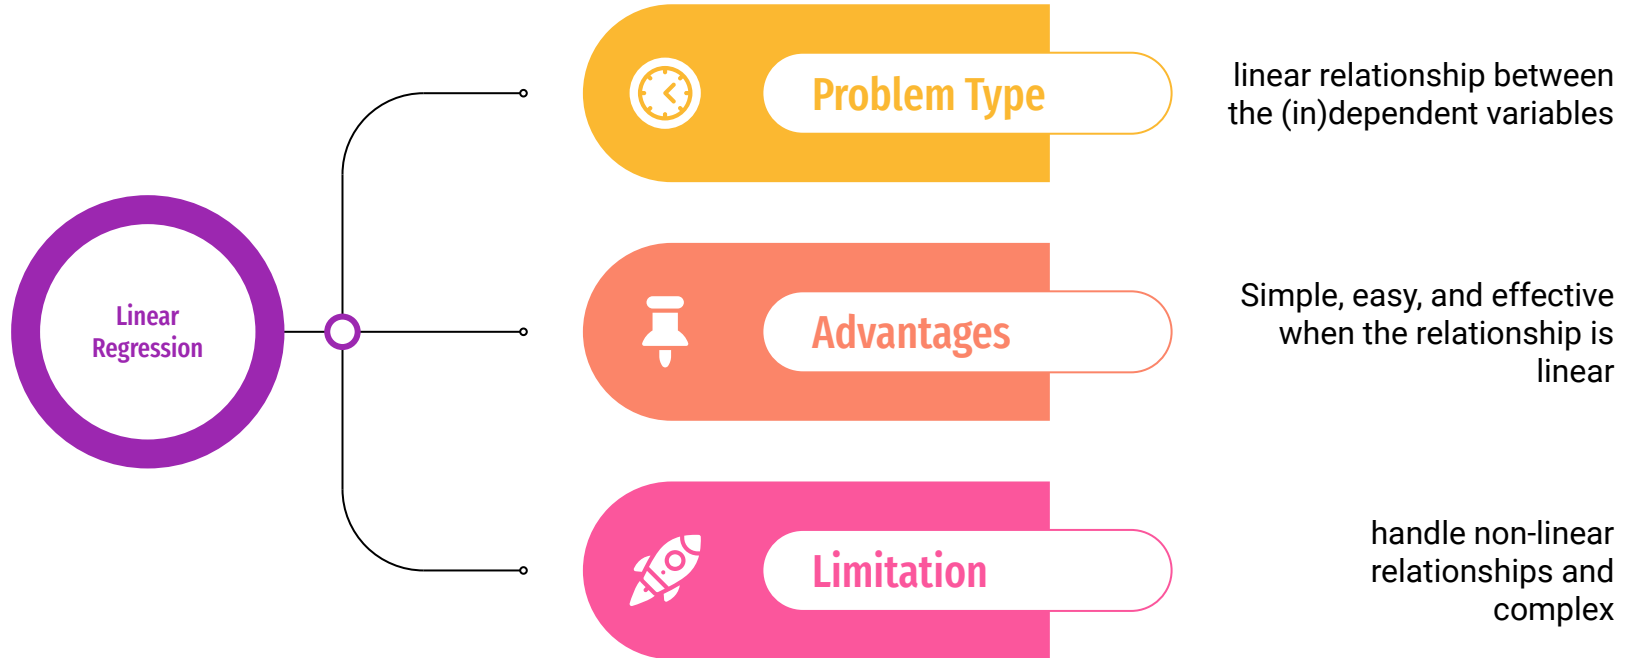 Linear
Regression
Problem Type
linear relationship between
the (in)dependent variables
Advantages
Simple, easy, and effective
when the relationship is
linear
Limitation
handle non-linear
relationships and
complex